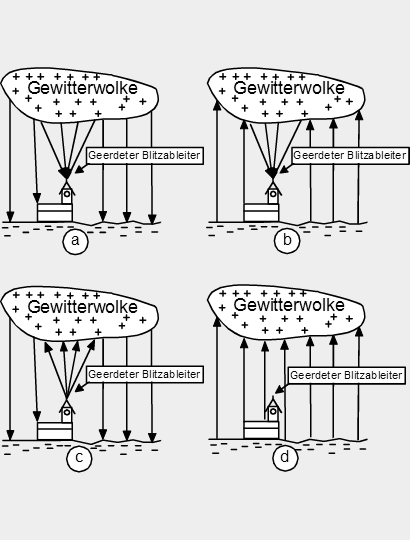 Gewitterwolke
Geerdeter Blitzableiter
a
Gewitterwolke
Geerdeter Blitzableiter
b
Gewitterwolke
Geerdeter Blitzableiter
c
Gewitterwolke
Geerdeter Blitzableiter
d